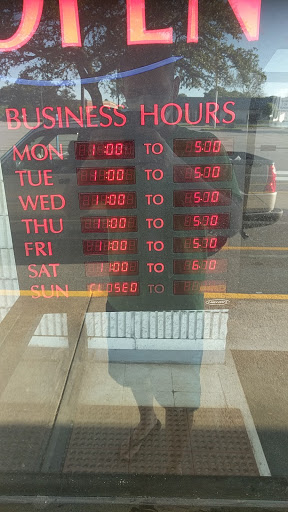 OPEN
BUSINESS HOURS
MON 11:00 TO 5:00
TUE 11:00 TO 5:00
WED 11:00 TO 5:00
THU 11:00 TO 5:00
FRI 11:00 TO 5:00
SAT 11:00 TO 6:00
SUN CLOSED TO